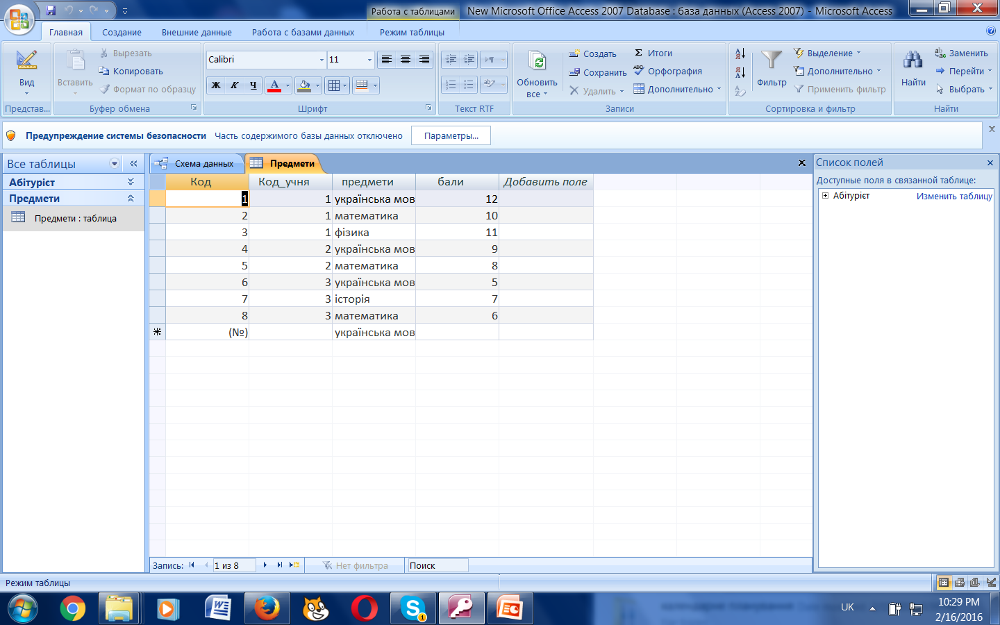 Работа с таблицами
New Microsoft Office Access 2007 Database : база данных (Access 2007) - Microsoft Access
Главная Создание Внешние данные Работа с базами данных Режим таблицы
Вид
Представ...
Вставить
Вырезать
Копировать
Формат по образцу
Буфер обмена
Calibri 11
Ж К Ч
Шрифт
Текст RTF
Обновить
все
Создать
Сохранить
Удалить
Итоги
Орфография
Дополнительно
Записи
Фильтр
Выделение
Дополнительно
Применить фильтр
Сортировка и фильтр
Найти
Заменить
Перейти
Выбрать
Найти
Предупреждение системы безопасности Часть содержимого базы данных отключено Параметры...
Все таблицы
Абітурієт
Предмети
Предмети : таблица
Схема данных Предмети
Код Код_учня предмети бали Добавить поле
1 1 українська мов 12
2 1 математика 10
3 1 фізика 11
4 2 українська мов 9
5 2 математика 8
6 3 українська мов 5
7 3 історія 7
8 3 математика 6
(№) українська мов
Список полей
Доступные поля в связанной таблице:
Абітурієт Изменить таблицу
Запись: 1 из 8 Нет фильтра Поиск
Режим таблицы
UK
10:29 PM
2/16/2016